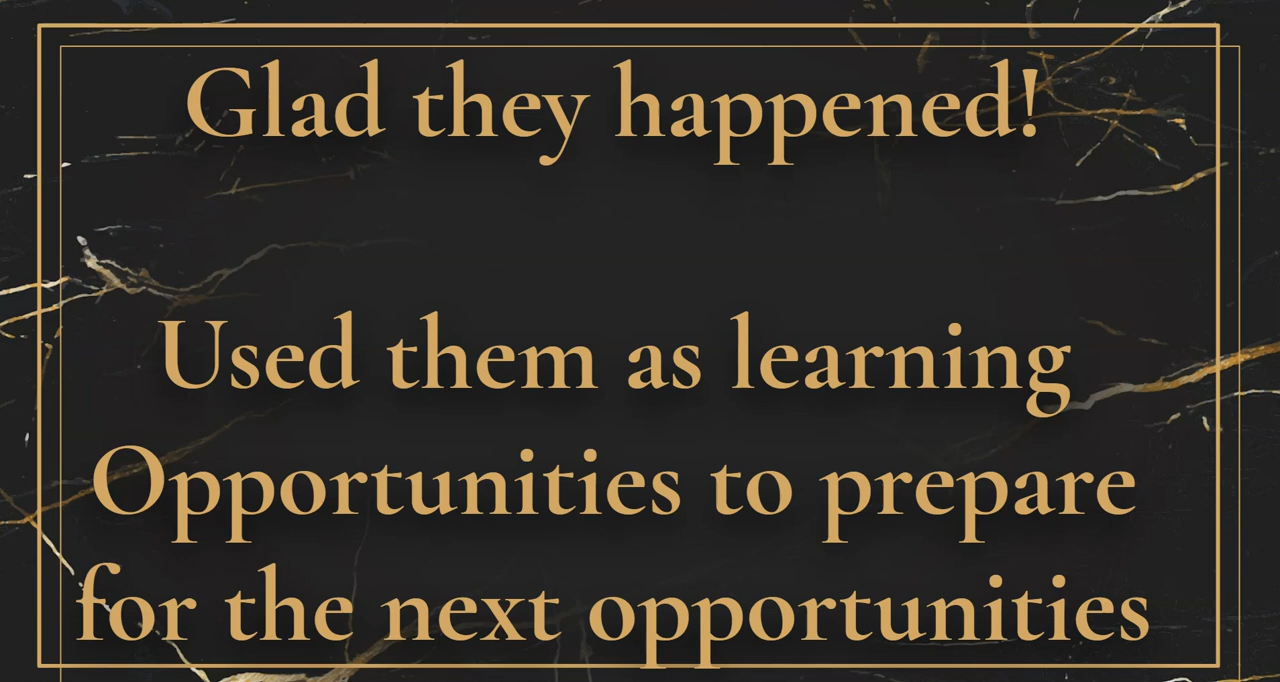 Glad they happened!
Used them as learning
Opportunities to prepare
for the next opportunities